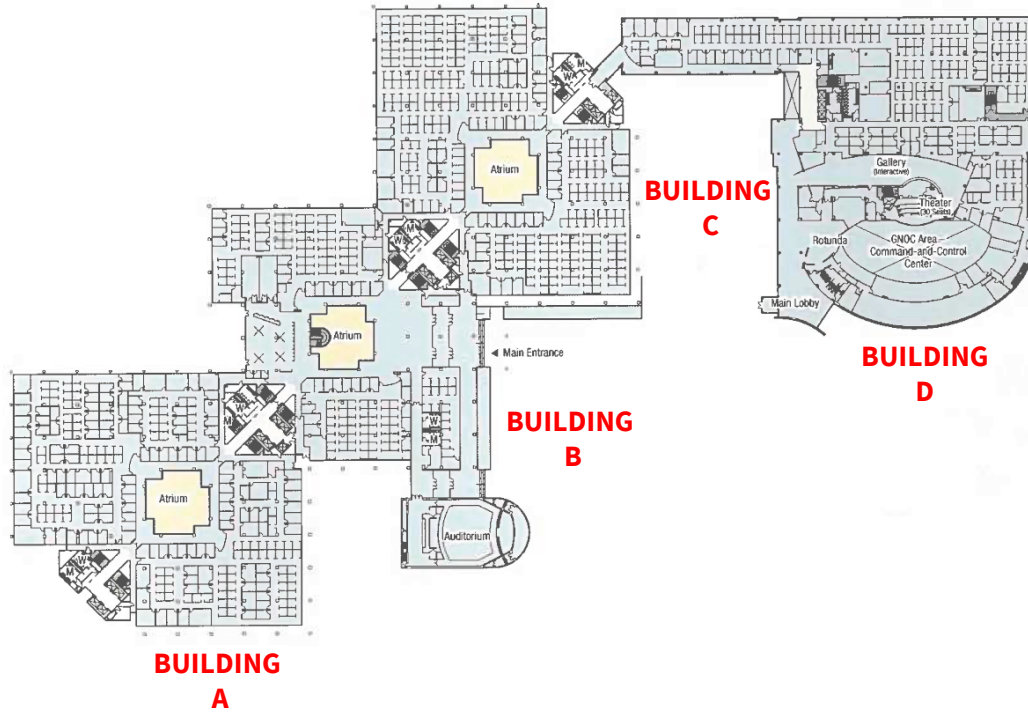 M
W
Atrium
BUILDING
C
Gallery
(Interactive)
Theater
(30 Seats)
Rotunda
GNOC Area –
Command-and-Control
Center
Main Lobby
BUILDING
D
M
W
Atrium
Main Entrance
BUILDING
B
W
M
W
M
Auditorium
Atrium
W
M
BUILDING
A